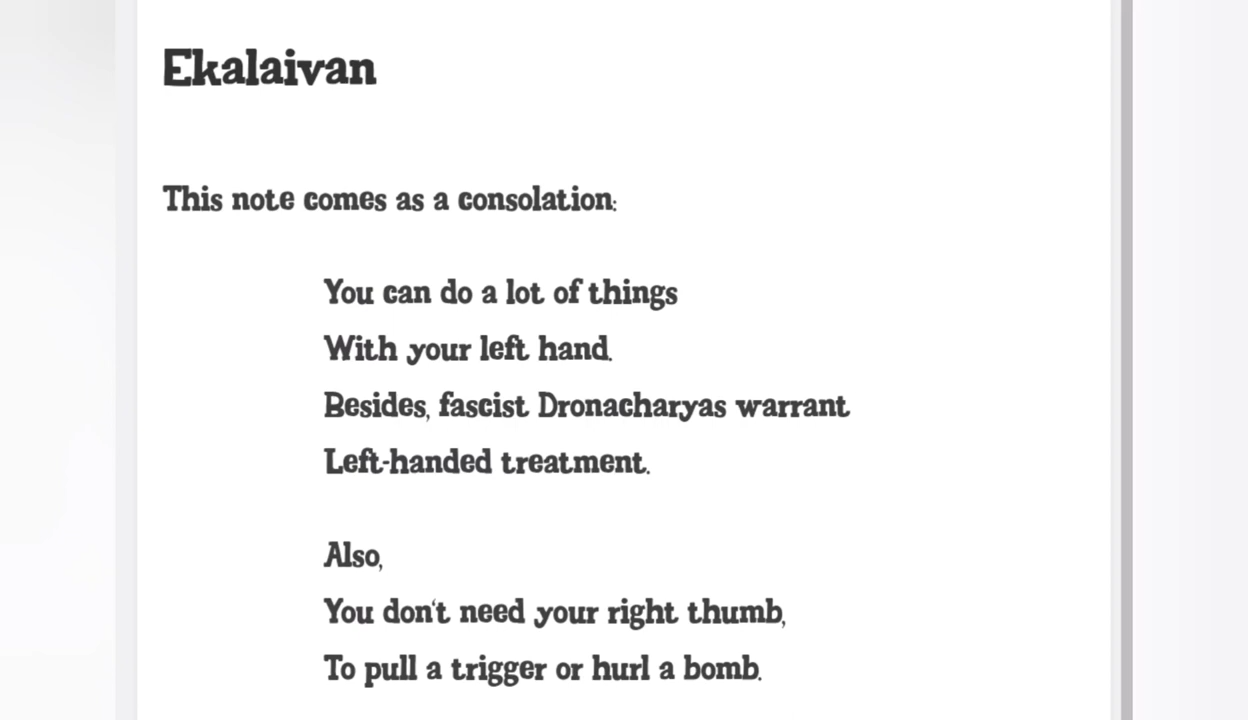 Ekalaivan
This note comes as a consolation:
You can do a lot of things
With your left hand.
Besides, fascist Dronacharyas warrant
Left-handed treatment.
Also,
You don't need your right thumb,
To pull a trigger or hurl a bomb.